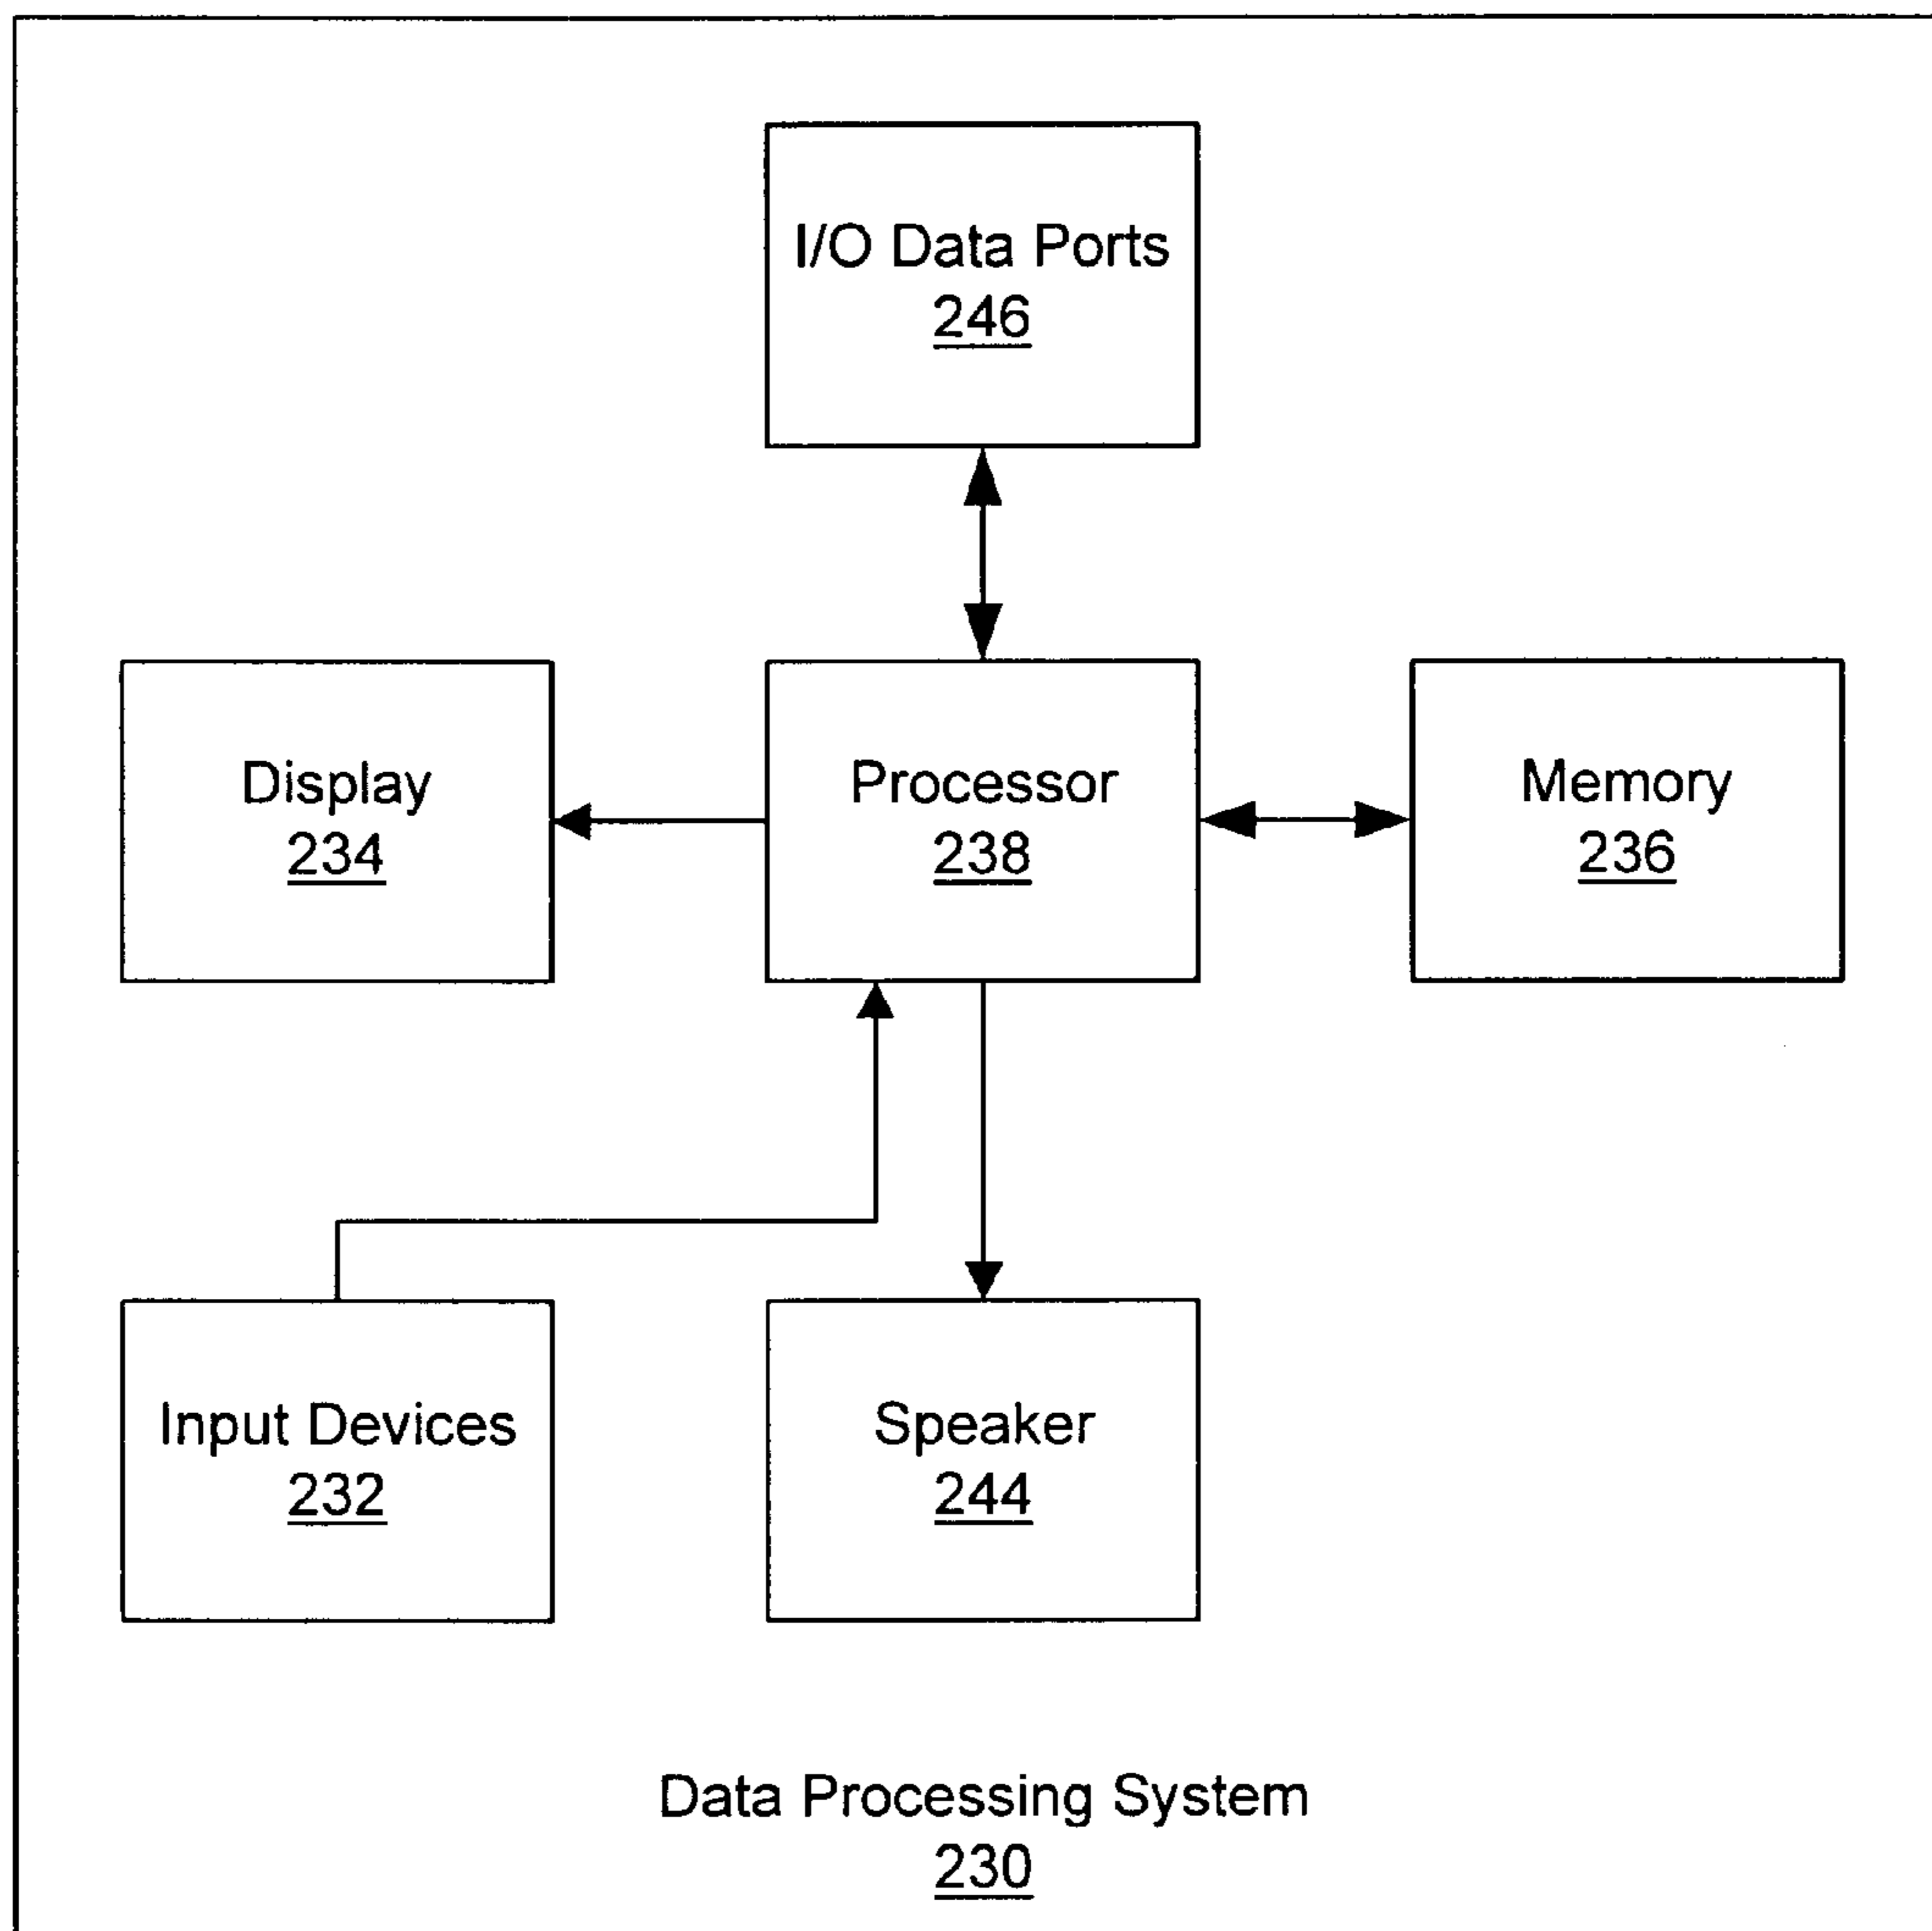 I/O Data Ports
246
Display
234
Processor
238
Memory
236
Input Devices
232
Speaker
244
Data Processing System
230